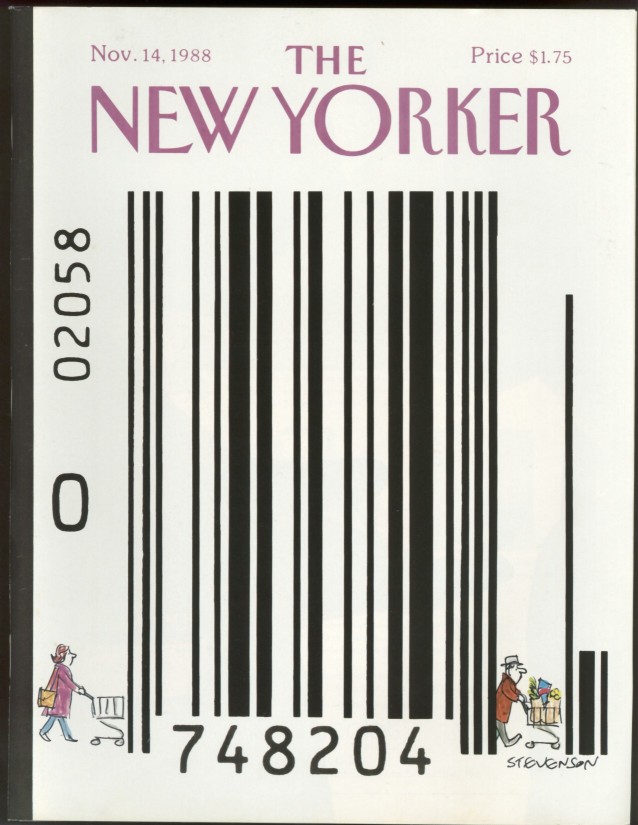 Nov. 14, 1988
THE
Price $1.75
NEW YORKER
0 02058
748204
STEVENSON